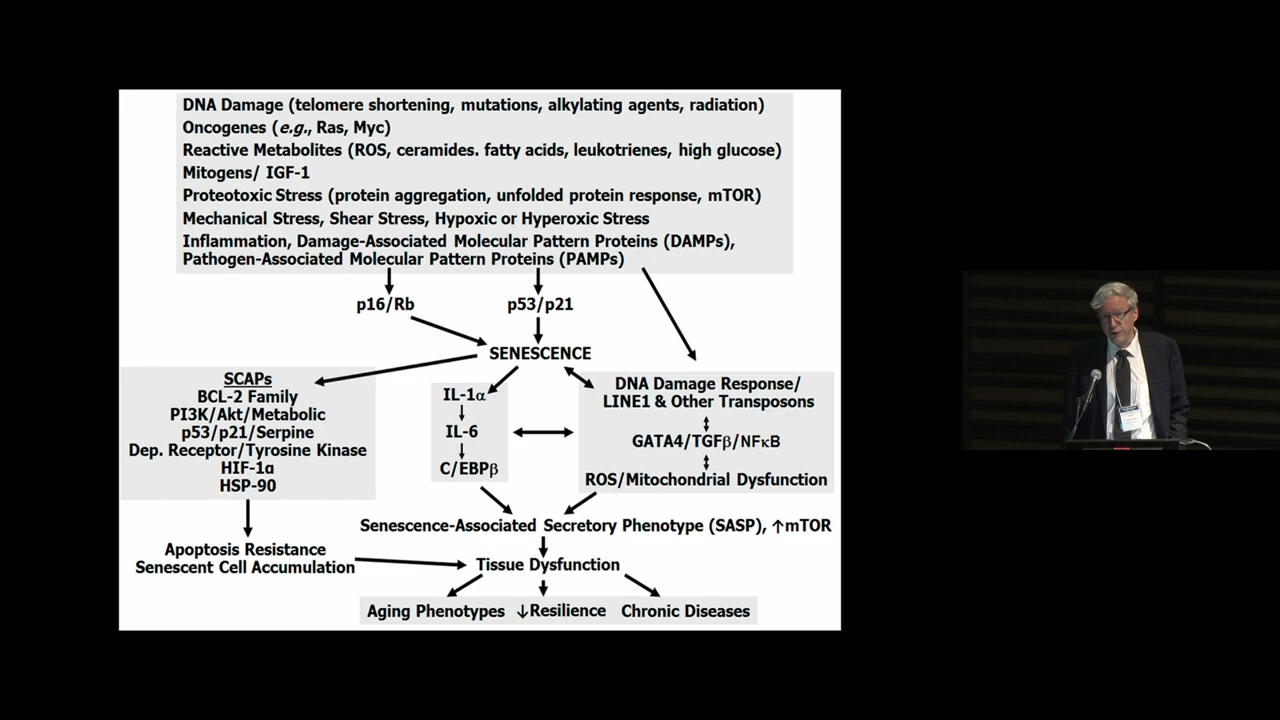 DNA Damage (telomere shortening, mutations, alkylating agents, radiation)
Oncogenes (e.g., Ras, Myc)
Reactive Metabolites (ROS, ceramides. fatty acids, leukotrienes, high glucose)
Mitogens/ IGF-1
Proteotoxic Stress (protein aggregation, unfolded protein response, mTOR)
Mechanical Stress, Shear Stress, Hypoxic or Hyperoxic Stress
Inflammation, Damage-Associated Molecular Pattern Proteins (DAMPs),
Pathogen-Associated Molecular Pattern Proteins (PAMPs)
p16/Rb
p53/p21
SENESCENCE
SCAPs
BCL-2 Family
PI3K/Akt/Metabolic
p53/p21/Serpine
Dep. Receptor/Tyrosine Kinase
HIF-1α
HSP-90
IL-1α
IL-6
C/EBPβ
DNA Damage Response/
LINE1 & Other Transposons
GATA4/TGFβ/NFκB
ROS/Mitochondrial Dysfunction
Senescence-Associated Secretory Phenotype (SASP), ↑mTOR
Apoptosis Resistance
Senescent Cell Accumulation
Tissue Dysfunction
Aging Phenotypes
↓Resilience
Chronic Diseases